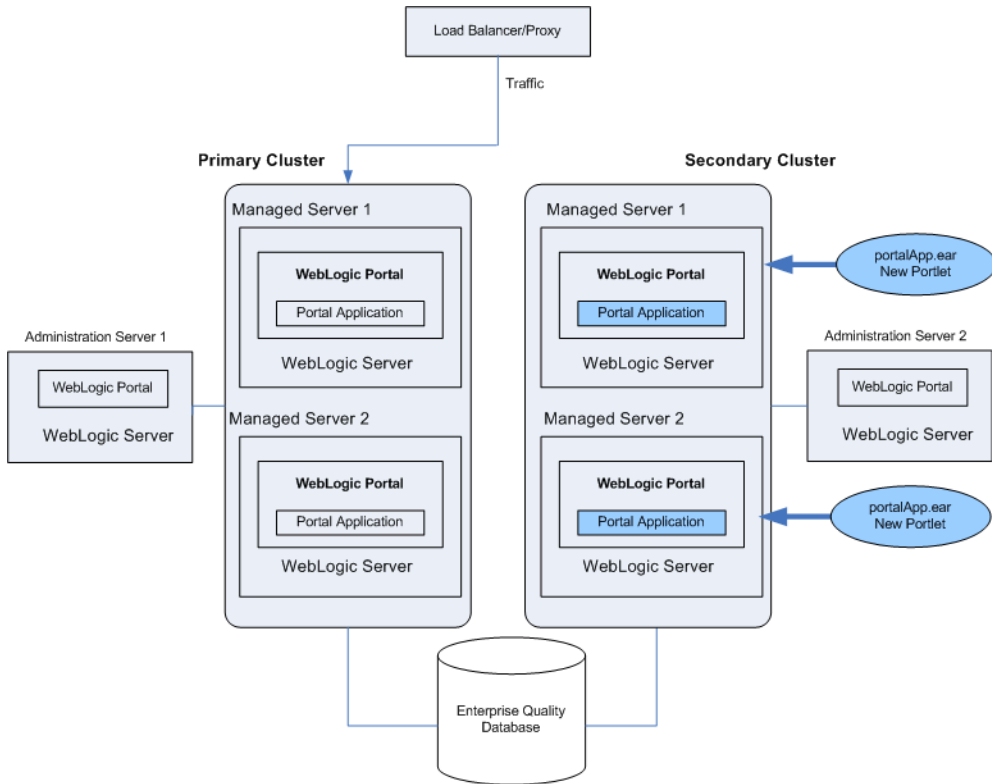 Load Balancer/Proxy
Traffic
Primary Cluster
Secondary Cluster
Managed Server 1
WebLogic Portal
Portal Application
WebLogic Server
Managed Server 2
WebLogic Portal
Portal Application
WebLogic Server
Managed Server 1
WebLogic Portal
Portal Application
WebLogic Server
Managed Server 2
WebLogic Portal
Portal Application
WebLogic Server
portalApp.ear
New Portlet
Administration Server 1
WebLogic Portal
WebLogic Server
Administration Server 2
WebLogic Portal
WebLogic Server
portalApp.ear
New Portlet
Enterprise Quality
Database